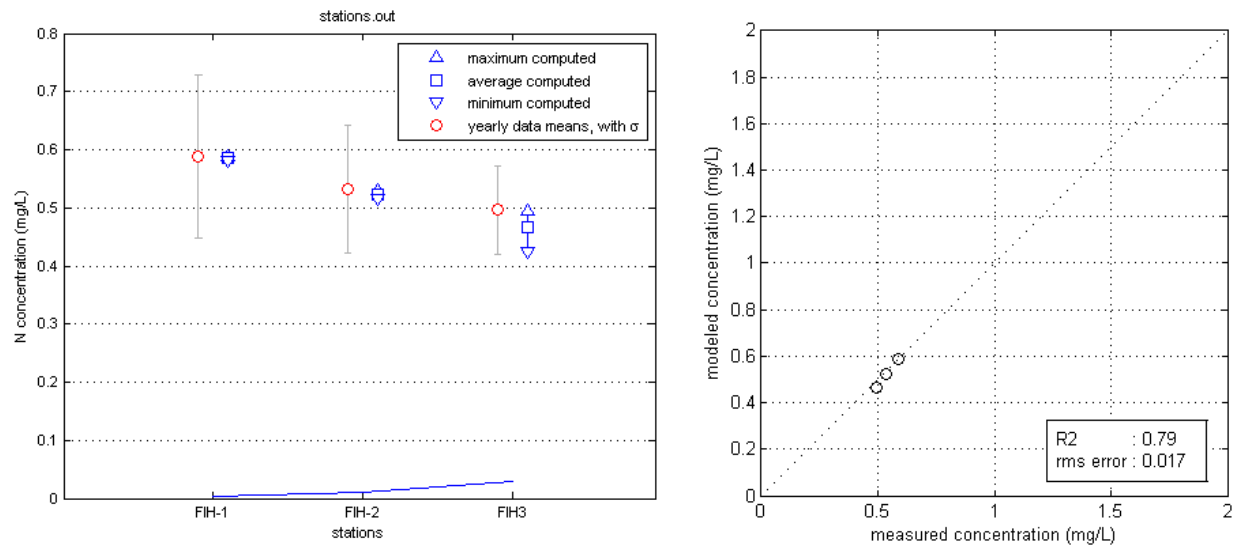 stations.out
0.8
0.7
0.6
0.5
0.4
0.3
0.2
0.1
0
N concentration (mg/L)
maximum computed
average computed
minimum computed
yearly data means, with σ
FIH-1 FIH-2 FIH3
stations
2
1.8
1.6
1.4
1.2
1
0.8
0.6
0.4
0.2
0
modeled concentration (mg/L)
R2 : 0.79
rms error : 0.017
0 0.5 1 1.5 2
measured concentration (mg/L)